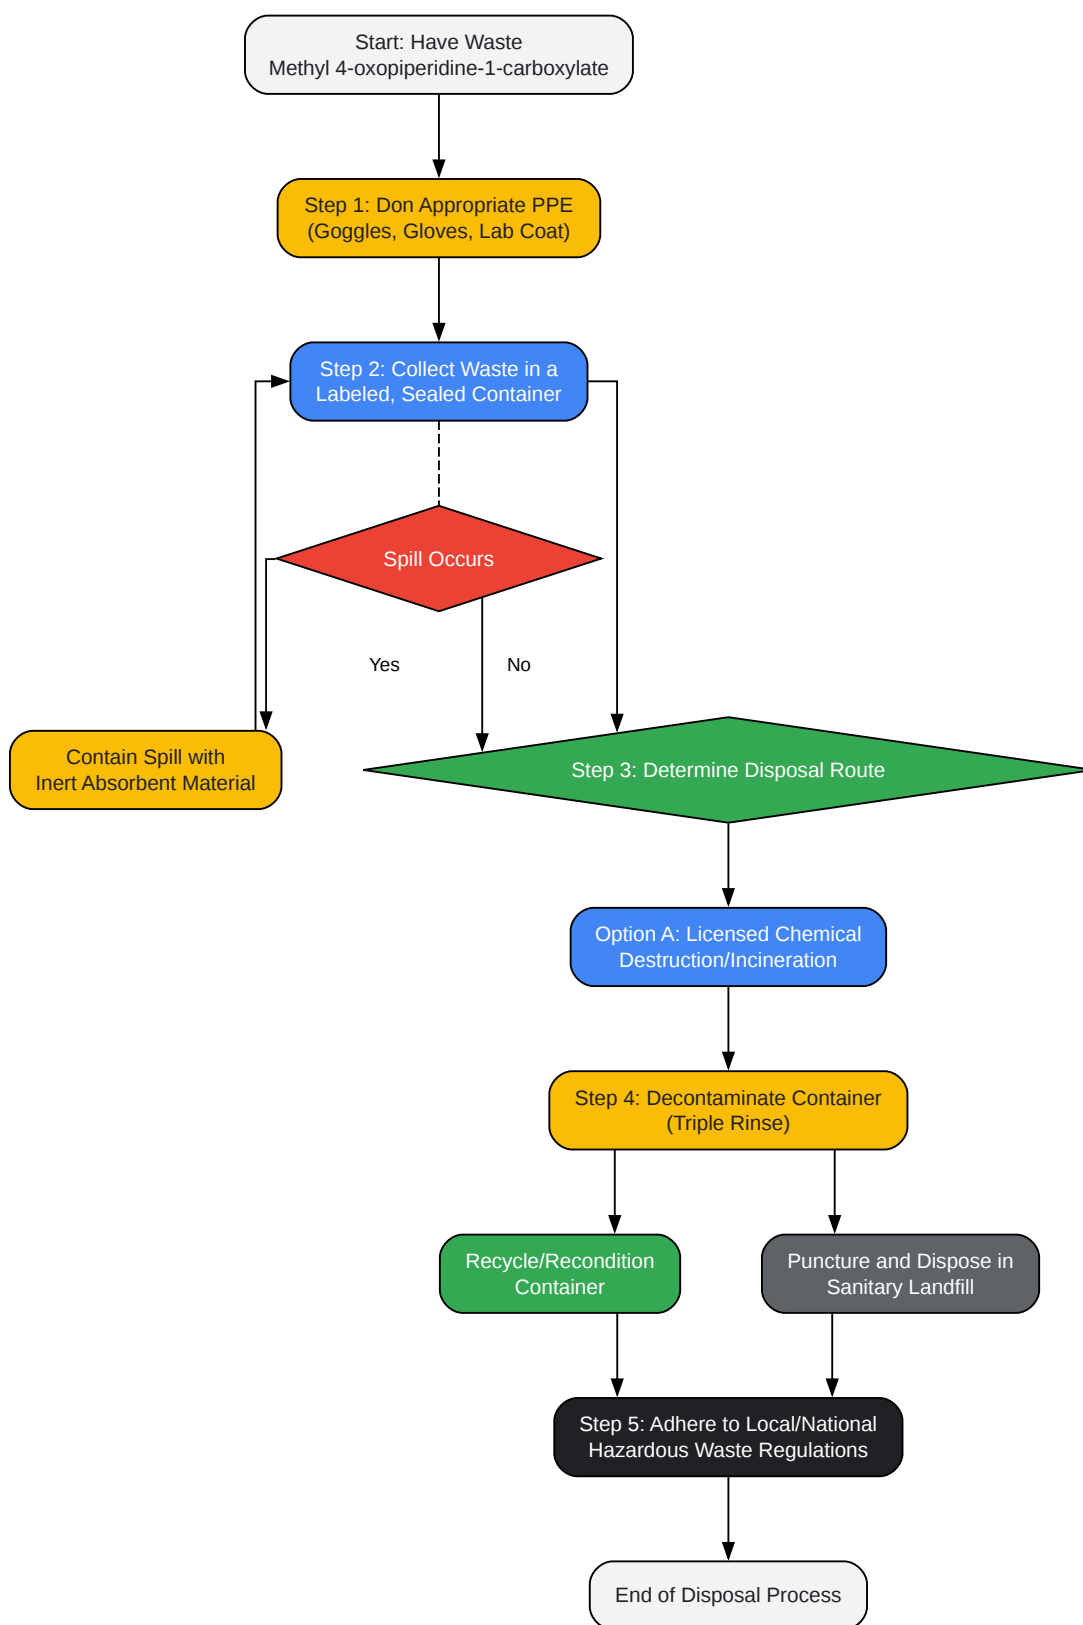 Start: Have Waste
Methyl 4-oxopiperidine-1-carboxylate
Step 1: Don Appropriate PPE
(Goggles, Gloves, Lab Coat)
Step 2: Collect Waste in a
Labeled, Sealed Container
Spill Occurs
Yes
No
Contain Spill with
Inert Absorbent Material
Step 3: Determine Disposal Route
Option A: Licensed Chemical
Destruction/Incineration
Step 4: Decontaminate Container
(Triple Rinse)
Recycle/Recondition
Container
Puncture and Dispose in
Sanitary Landfill
Step 5: Adhere to Local/National
Hazardous Waste Regulations
End of Disposal Process